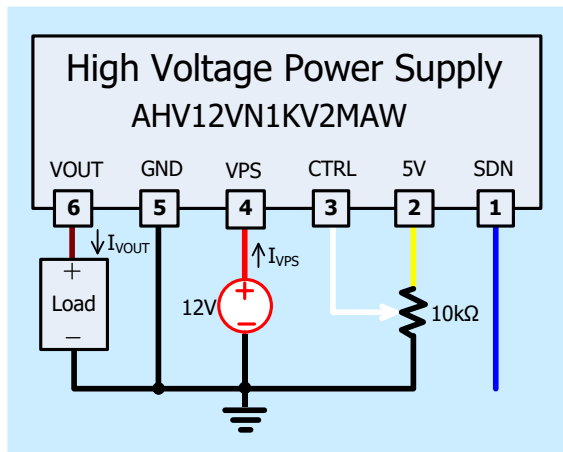 High Voltage Power Supply
AHV12VN1KV2MAW
VOUT GND VPS CTRL 5V SDN
6 5 4 3 2 1
+ ↓ IVOUT ↑ IVPS
Load 12V + − 10kΩ
−